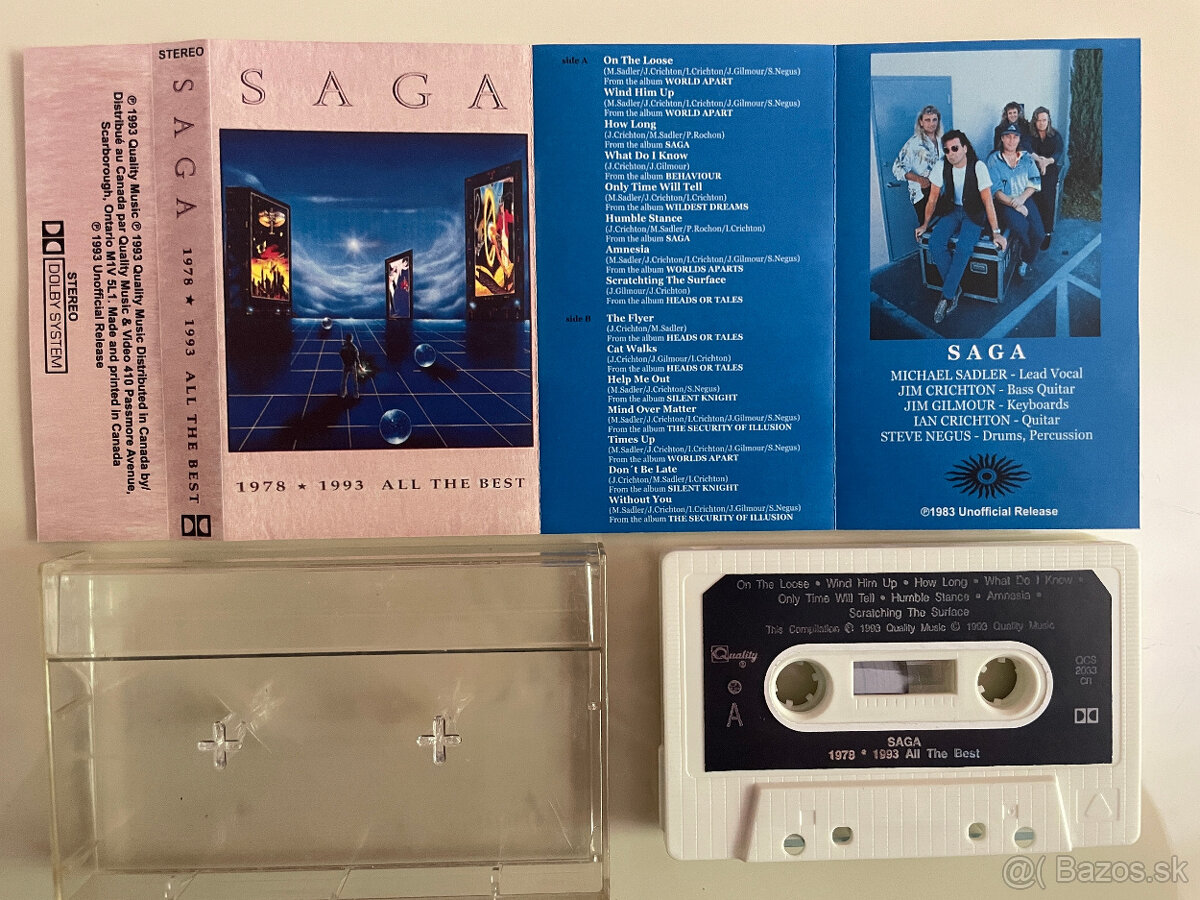 ℗ 1993 Quality Music ℗ 1993 Quality Music Distributed in Canada by/
Distribué au Canada par Quality Music & Video 410 Passmore Avenue,
Scarborough, Ontario M1V 5L1. Made and printed in Canada
℗ 1993 Unofficial Release
STEREO
DOLBY SYSTEM
STEREO
SAGA
1978 ★ 1993 ALL THE BEST
SAGA
1978 ★ 1993 ALL THE BEST
side A
On The Loose
(M.Sadler/J.Crichton/I.Crichton/J.Gilmour/S.Negus)
From the album WORLD APART
Wind Him Up
(M.Sadler/J.Crichton/I.Crichton/J.Gilmour/S.Negus)
From the album WORLD APART
How Long
(J.Crichton/M.Sadler/P.Rochon)
From the album SAGA
What Do I Know
(J.Crichton/J.Gilmour)
From the album BEHAVIOUR
Only Time Will Tell
(M.Sadler/J.Crichton/I.Crichton)
From the album WILDEST DREAMS
Humble Stance
(J.Crichton/M.Sadler/P.Rochon/I.Crichton)
From the album SAGA
Amnesia
(M.Sadler/J.Crichton/I.Crichton/J.Gilmour/S.Negus)
From the album WORLDS APARTS
Scratchting The Surface
(J.Gilmour/J.Crichton)
From the album HEADS OR TALES
side B
The Flyer
(J.Crichton/M.Sadler)
From the album HEADS OR TALES
Cat Walks
(J.Crichton/J.Gilmour/I.Crichton)
From the album HEADS OR TALES
Help Me Out
(M.Sadler/J.Crichton/S.Negus)
From the album SILENT KNIGHT
Mind Over Matter
(M.Sadler/J.Crichton/I.Crichton/J.Gilmour/S.Negus)
From the album THE SECURITY OF ILLUSION
Times Up
(M.Sadler/J.Crichton/I.Crichton/J.Gilmour/S.Negus)
From the album WORLDS APART
Don´t Be Late
(J.Crichton/M.Sadler/I.Crichton)
From the album SILENT KNIGHT
Without You
(M.Sadler/J.Crichton/I.Crichton/J.Gilmour/S.Negus)
From the album THE SECURITY OF ILLUSION
SAGA
MICHAEL SADLER - Lead Vocal
JIM CRICHTON - Bass Quitar
JIM GILMOUR - Keyboards
IAN CRICHTON - Quitar
STEVE NEGUS - Drums, Percussion
℗1983 Unofficial Release
On The Loose • Wind Him Up • How Long • What Do I Know •
Only Time Will Tell • Humble Stance • Amnasia •
Scratching The Surface
This Compilation ℗ 1993 Quality Music © 1993 Quality Music
Quality ®
QCS
2033
A
SAGA
1978 * 1993 All The Best
@( Bazos.sk